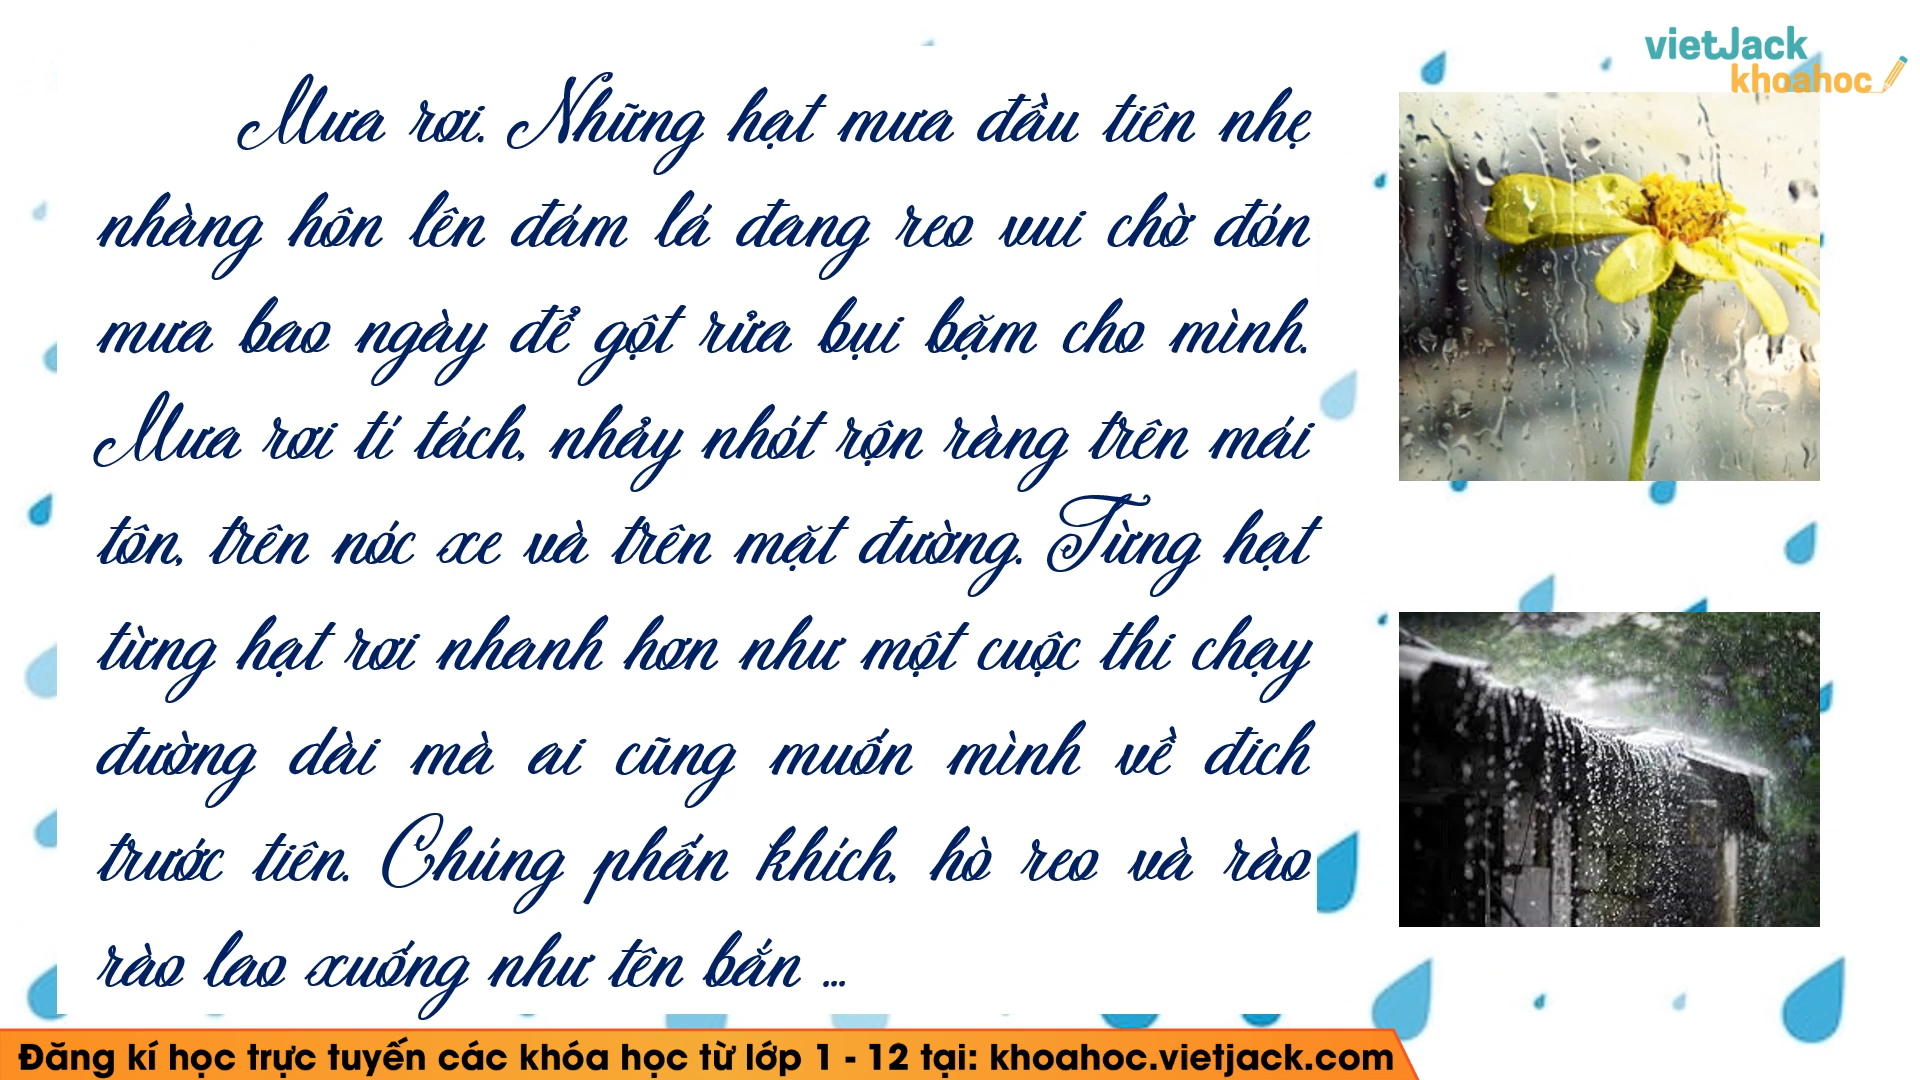 vietJack
khoahoc
Mưa rơi. Những hạt mưa đầu tiên nhẹ
nhàng hôn lên đám lá đang reo vui chờ đón
mưa bao ngày để gột rửa bụi bặm cho mình.
Mưa rơi tí tách, nhảy nhót rộn ràng trên mái
tôn, trên nóc xe và trên mặt đường. Từng hạt
từng hạt rơi nhanh hơn như một cuộc thi chạy
đường dài mà ai cũng muốn mình về đich
trước tiên. Chúng phấn khích, hò reo và rào
rào lao xuống như tên bắn ...
Đăng kí học trực tuyến các khóa học từ lớp 1 - 12 tại: khoahoc.vietjack.com